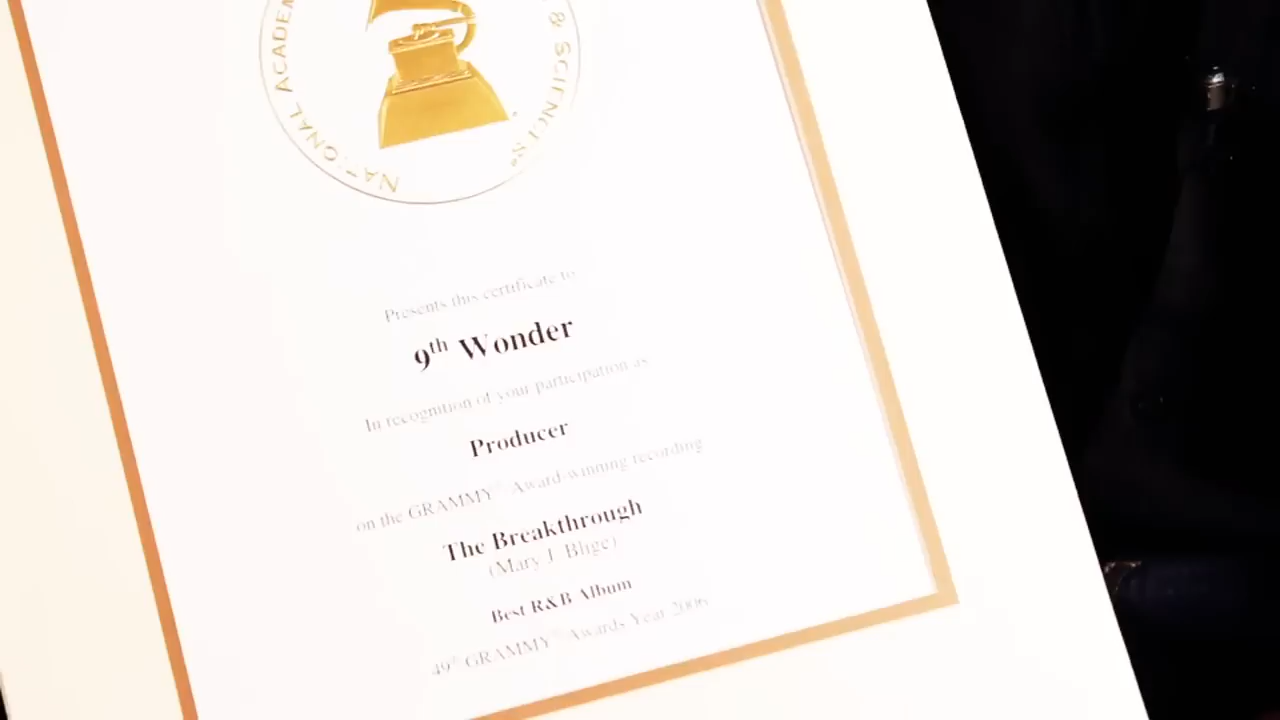 NATIONAL ACADEM
& SCIENCES®
Presents this certificate to
9th Wonder
In recognition of your participation as
Producer
on the GRAMMY® Award-winning recording
The Breakthrough
(Mary J. Blige)
Best R&B Album
49th GRAMMY® Awards Year 2006